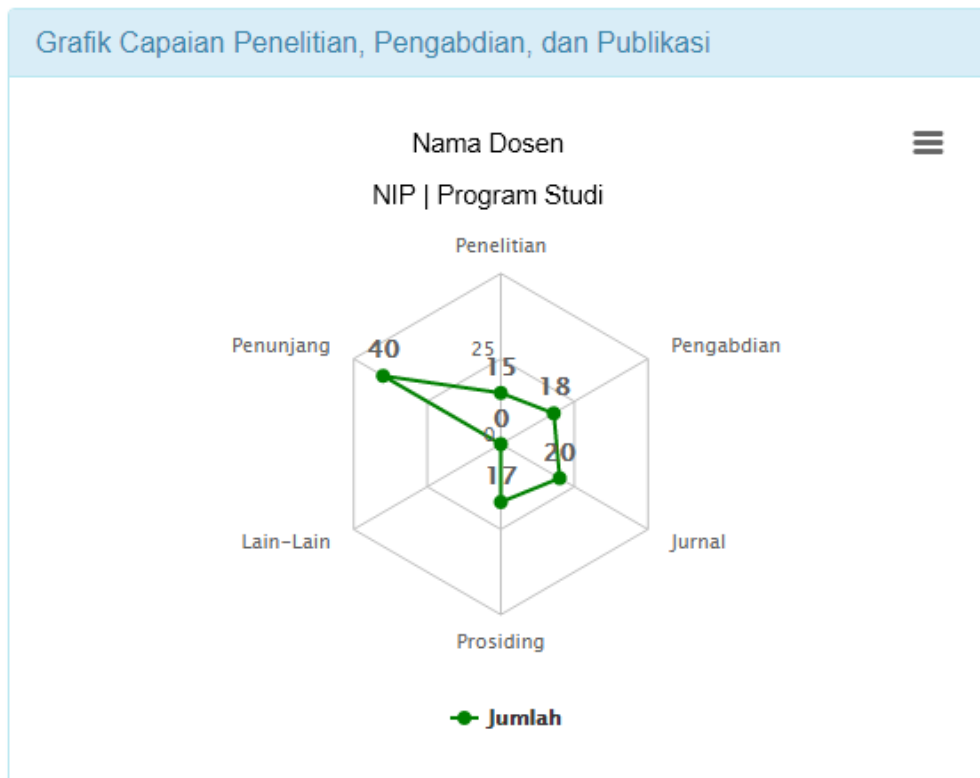 Grafik Capaian Penelitian, Pengabdian, dan Publikasi
Nama Dosen
NIP | Program Studi
Penelitian
Penunjang
40
25
15
Pengabdian
18
0
0
20
17
Lain-Lain
Jurnal
Prosiding
Jumlah